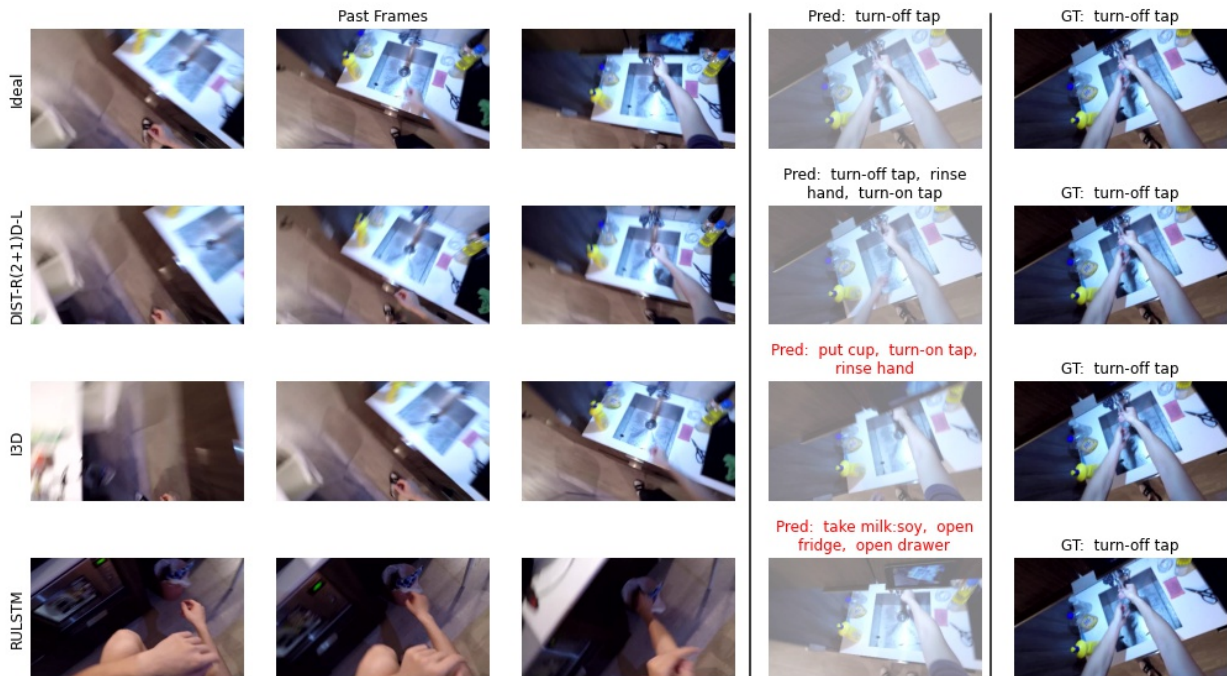 Past Frames
Pred: turn-off tap
GT: turn-off tap
Ideal
Pred: turn-off tap, rinse
hand, turn-on tap
GT: turn-off tap
DIST-R(2+1)D-L
Pred: put cup, turn-on tap,
rinse hand
GT: turn-off tap
I3D
Pred: take milk:soy, open
fridge, open drawer
GT: turn-off tap
RULSTM